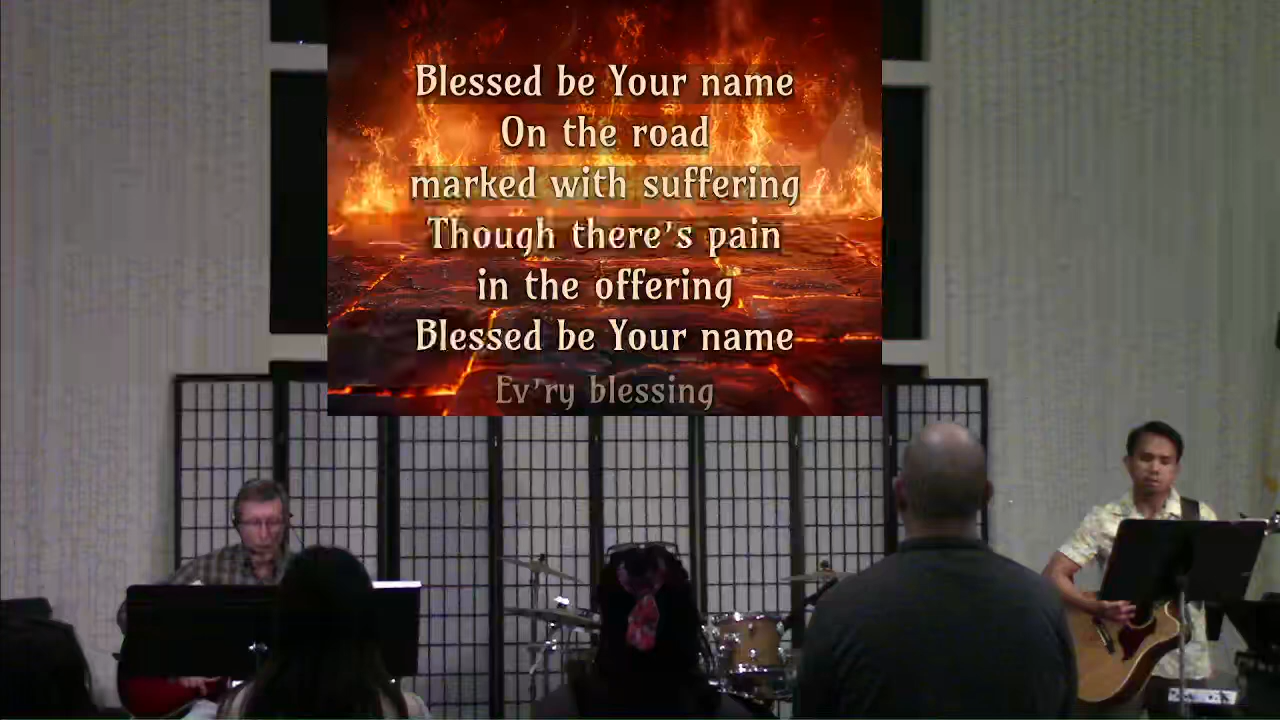 Blessed be Your name
On the road
marked with suffering
Though there's pain
in the offering
Blessed be Your name
Ev'ry blessing